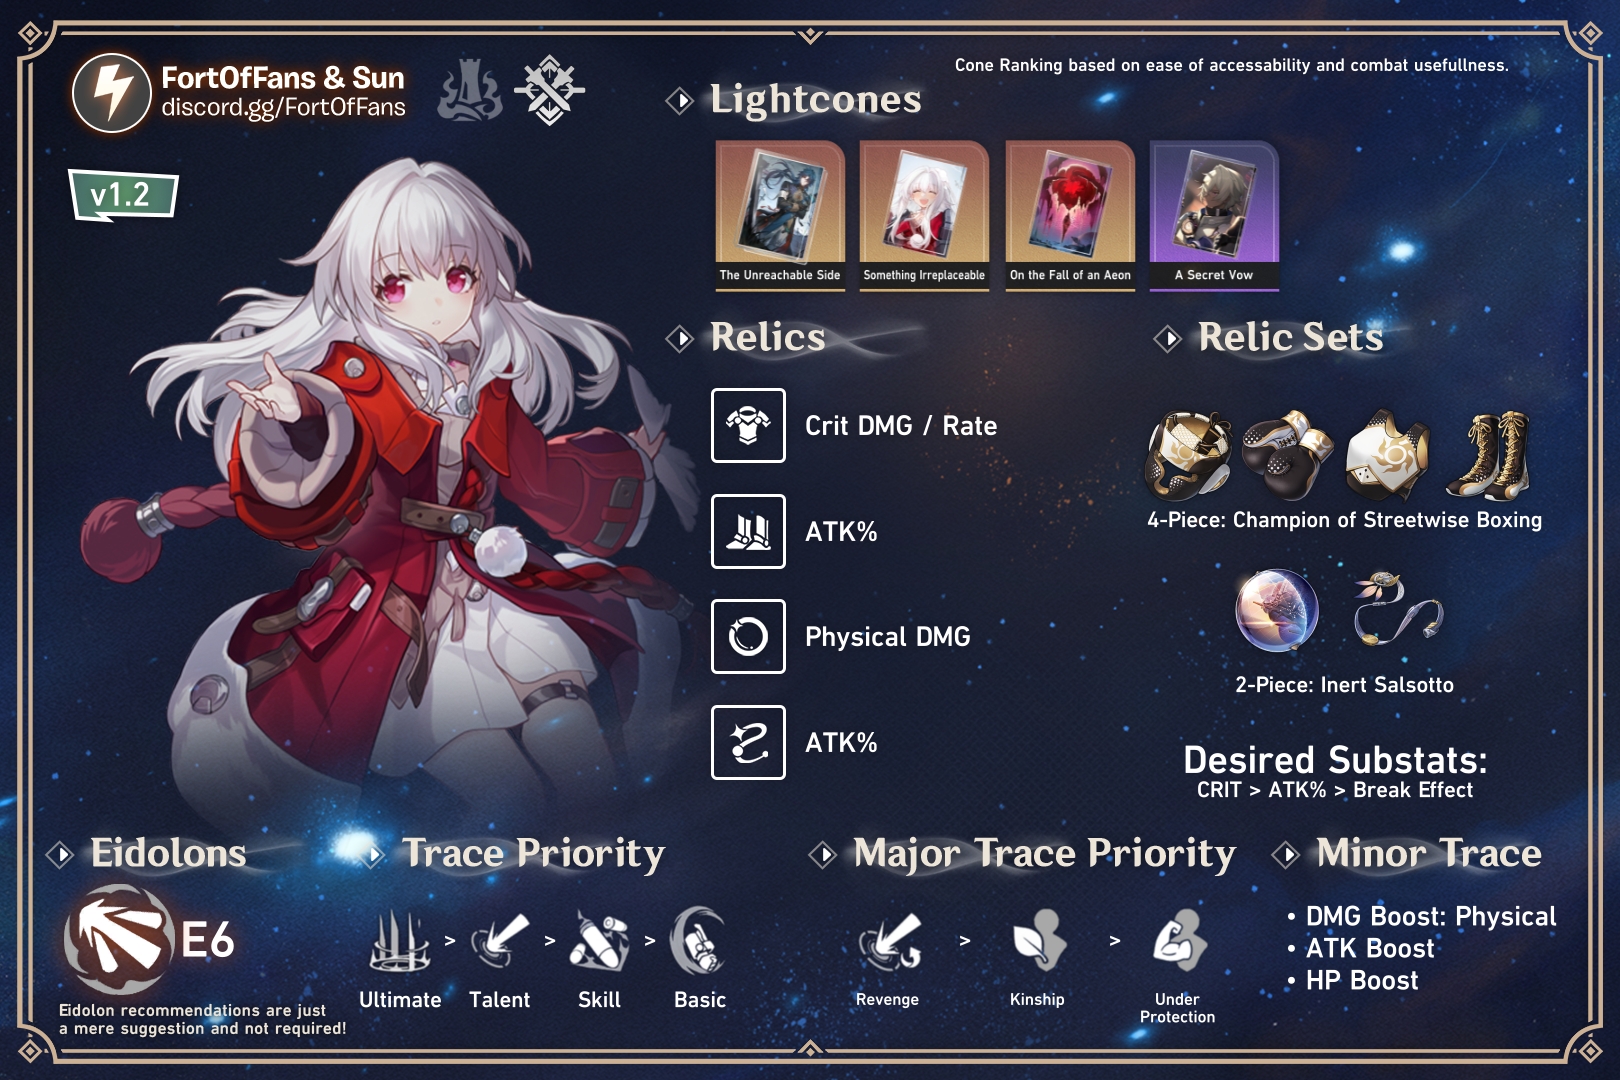 FortOfFans & Sun
discord.gg/FortOfFans
v1.2
Cone Ranking based on ease of accessability and combat usefullness.
Lightcones
The Unreachable Side
Something Irreplaceable
On the Fall of an Aeon
A Secret Vow
Relics
Crit DMG / Rate
ATK%
Physical DMG
ATK%
Relic Sets
4-Piece: Champion of Streetwise Boxing
2-Piece: Inert Salsotto
Desired Substats:
CRIT > ATK% > Break Effect
Eidolons
E6
Eidolon recommendations are just
a mere suggestion and not required!
Trace Priority
> > >
Ultimate Talent Skill Basic
Major Trace Priority
> >
Revenge Kinship Under
Protection
Minor Trace
• DMG Boost: Physical
• ATK Boost
• HP Boost